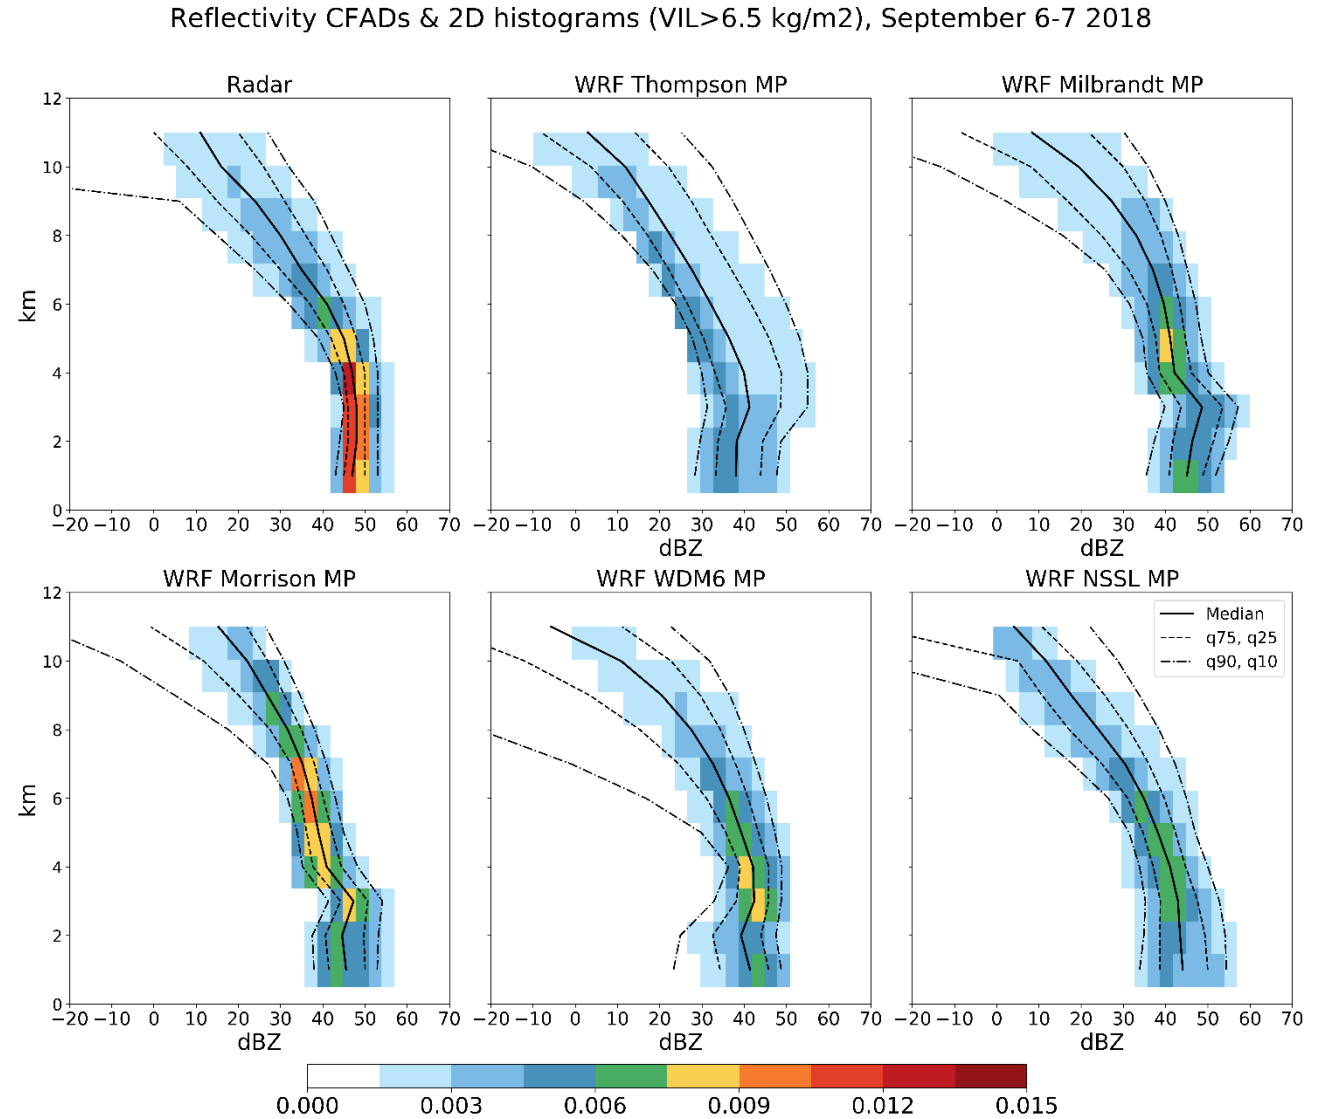 Reflectivity CFADs & 2D histograms (VIL>6.5 kg/m2), September 6-7 2018
Radar
WRF Thompson MP
WRF Milbrandt MP
12
10
8
6
4
2
0
km
−20 −10 0 10 20 30 40 50 60 70
−20 −10 0 10 20 30 40 50 60 70
dBZ
−20 −10 0 10 20 30 40 50 60 70
dBZ
WRF Morrison MP
WRF WDM6 MP
WRF NSSL MP
12
10
8
6
4
2
0
km
Median
q75, q25
q90, q10
−20 −10 0 10 20 30 40 50 60 70
dBZ
−20 −10 0 10 20 30 40 50 60 70
dBZ
−20 −10 0 10 20 30 40 50 60 70
dBZ
0.000 0.003 0.006 0.009 0.012 0.015